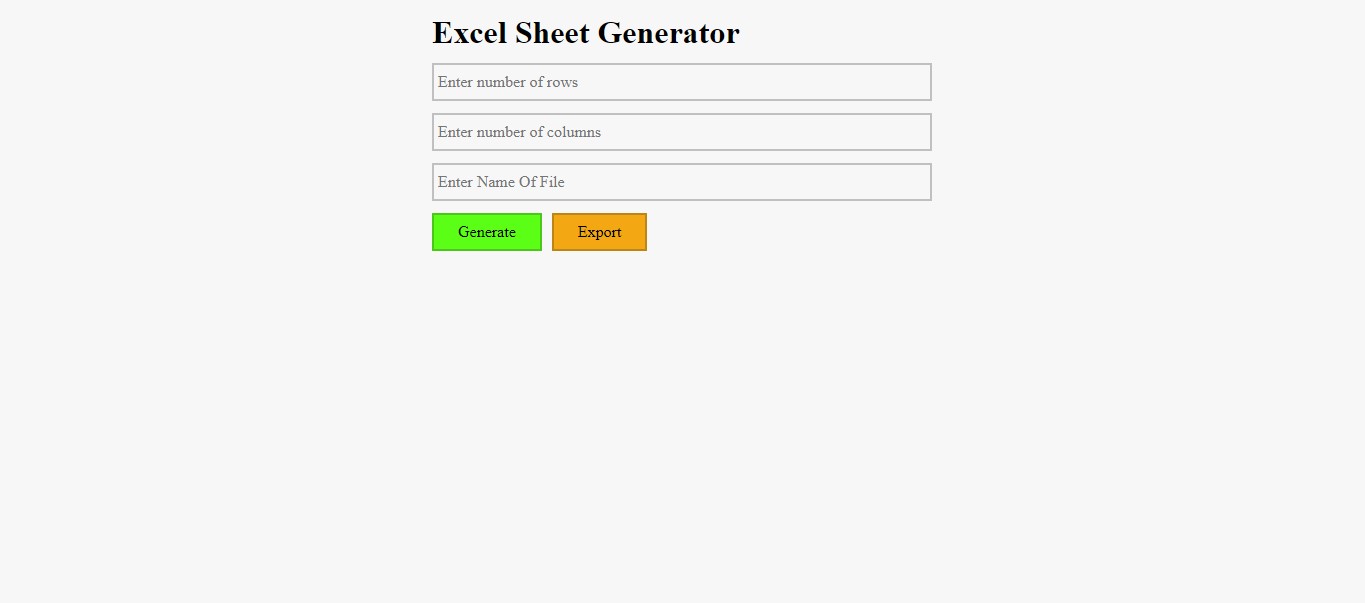 Excel Sheet Generator
Enter number of rows
Enter number of columns
Enter Name Of File
Generate Export